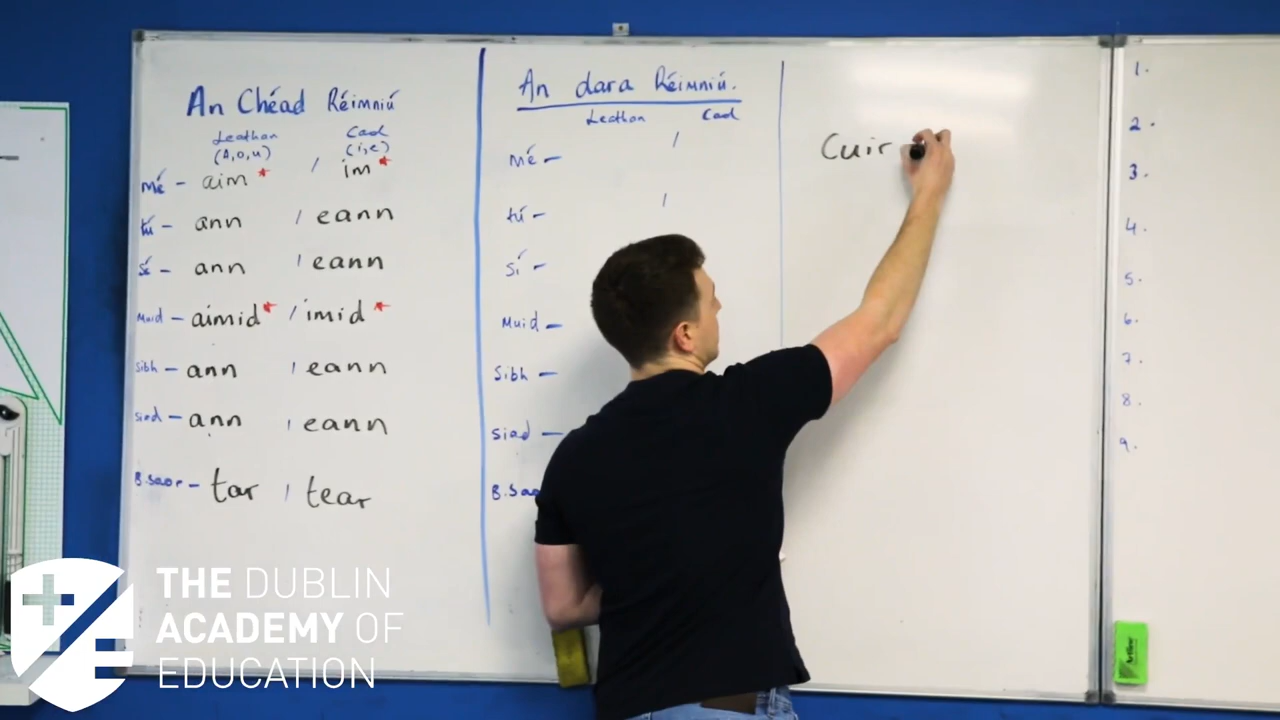 An Chéad Réimniú
Leathan Caol
(A,o,u) (i,e)
Mé - aim * / im *
tú - ann / eann
Sé - ann / eann
Muid - aimid * / imid *
Sibh - ann / eann
siad - ann / eann
B.Saor - tar / tear
An dara Réimniú.
Leathan Caol
Mé - /
tú - /
Sí -
Muid -
Sibh -
siad -
B.Sao
Cuir
1.
2.
3.
4.
5.
6.
7.
8.
9.
THE DUBLIN
ACADEMY OF
EDUCATION